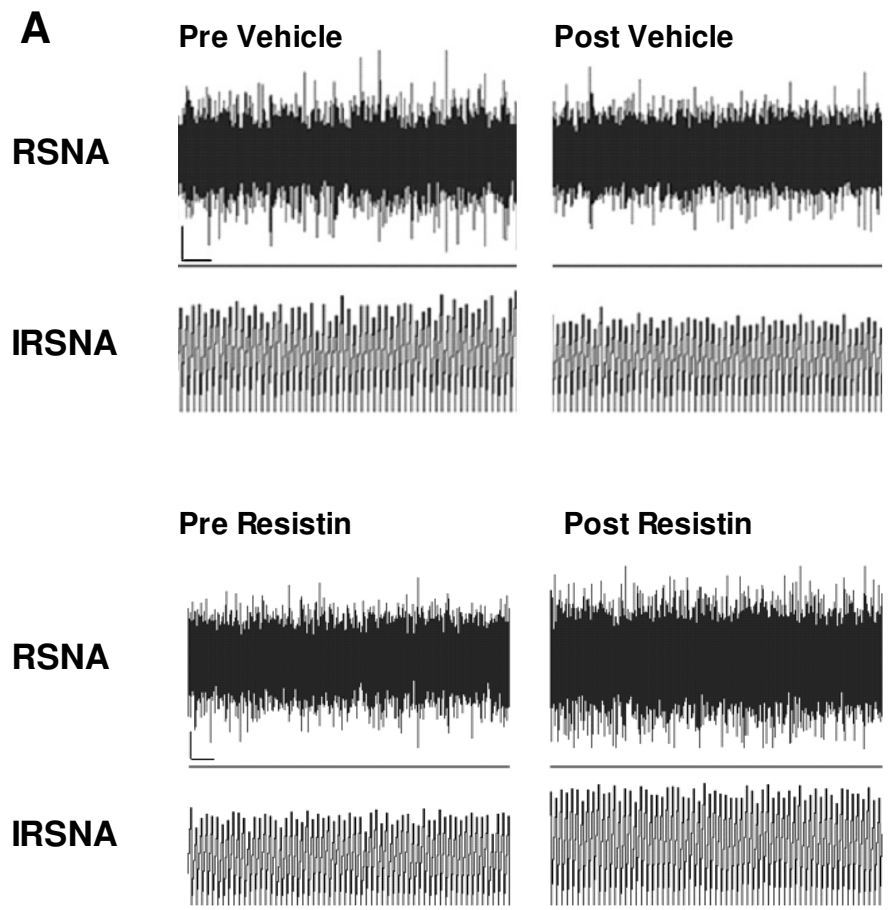 A
Pre Vehicle Post Vehicle
RSNA
IRSNA
Pre Resistin Post Resistin
RSNA
IRSNA